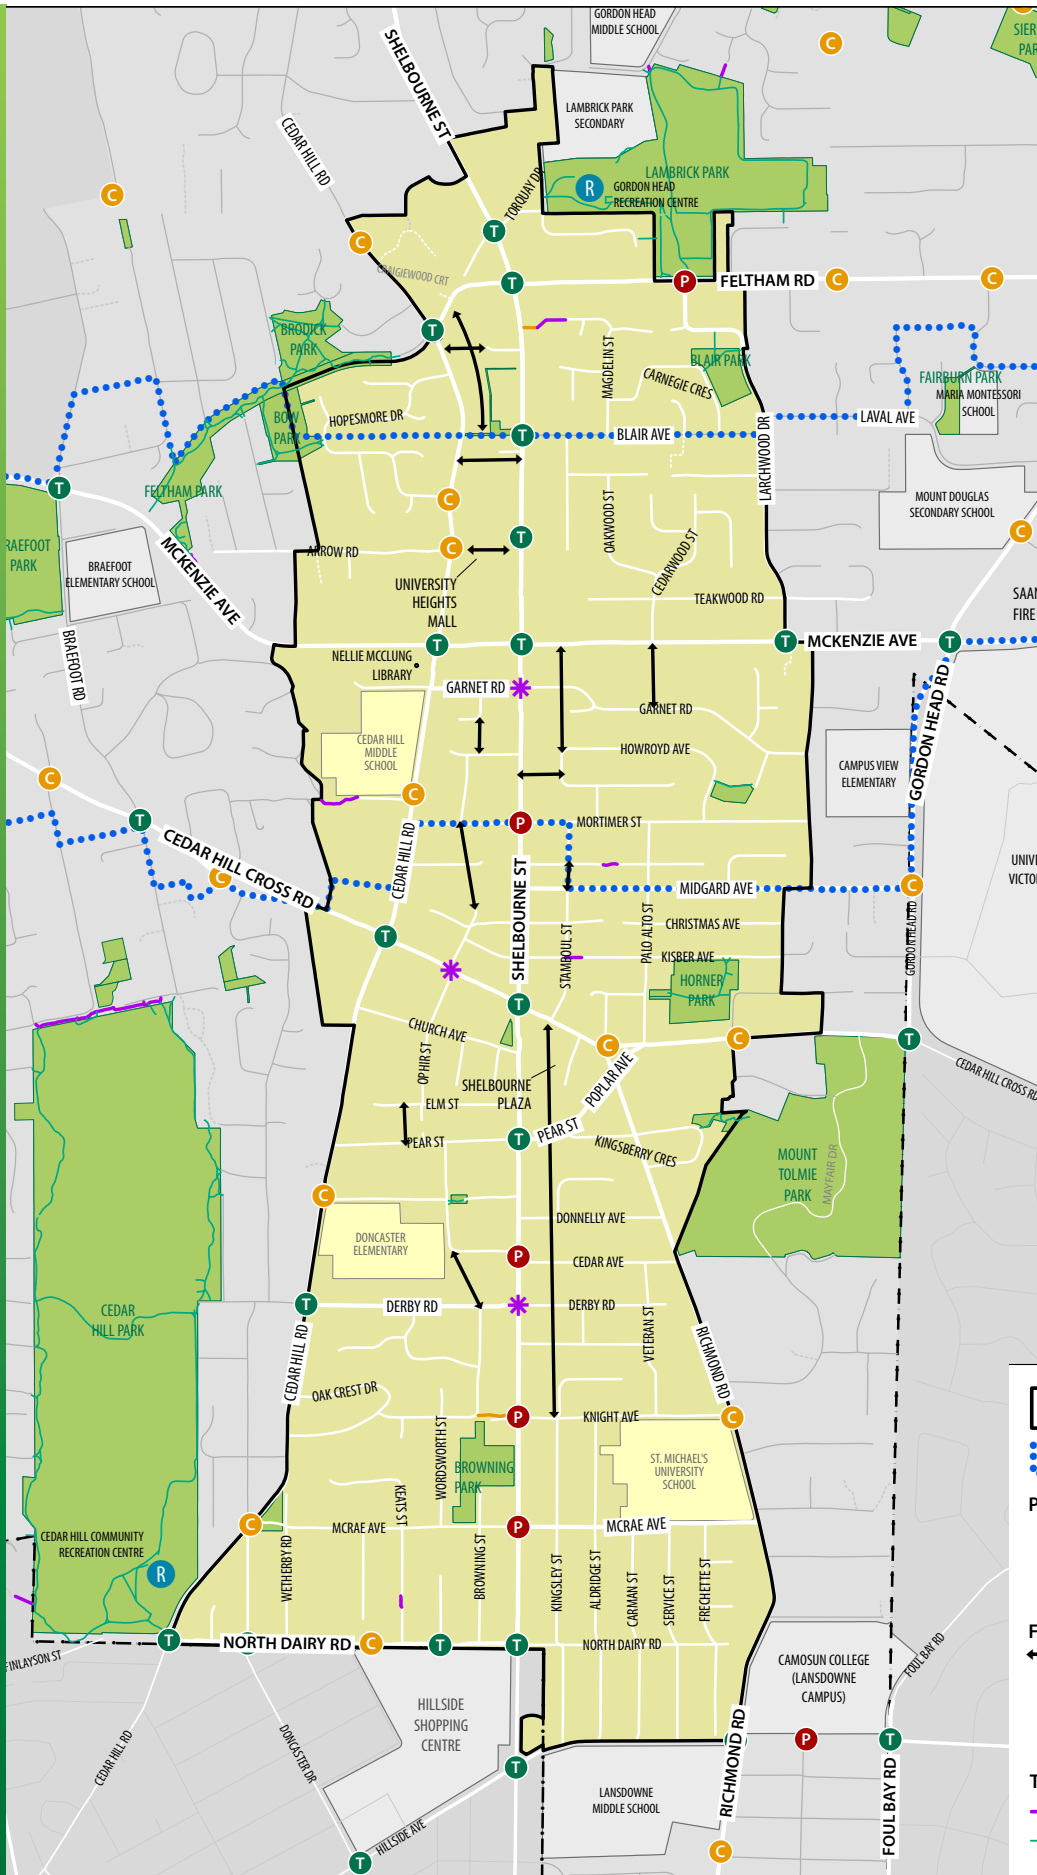 GORDON HEAD
MIDDLE SCHOOL
C
SIER
PAR
SHELBOURNE ST
LAMBRICK PARK
SECONDARY
CEDAR HILL RD
LAMBRICK PARK
R
GORDON HEAD
RECREATION CENTRE
TORQUAY DR
C
T
C
CRAIGIEWOOD CRT
T
P
FELTHAM RD
C
C
T
BRODICK
PARK
MAGDELIN ST
BLAIR PARK
CARNEGIE CRES
FAIRBURN PARK
MARIA MONTESSORI
SCHOOL
HOPESMORE DR
BOW
PARK
T
BLAIR AVE
LARCHWOOD DR
LAVAL AVE
T
FELTHAM PARK
C
MOUNT DOUGLAS
SECONDARY SCHOOL
OAKWOOD ST
T
C
C
ARROW RD
RAEFOOT
PARK
BRAEFOOT
ELEMENTARY SCHOOL
MCKENZIE AVE
CEDARWOOD ST
UNIVERSITY
HEIGHTS
MALL
TEAKWOOD RD
SAAN
FIRE
BRAEFOOT RD
T
T
T
MCKENZIE AVE
T
NELLIE MCCLUNG
LIBRARY
GARNET RD
GARNET RD
GORDON HEAD RD
CEDAR HILL
MIDDLE
SCHOOL
HOWROYD AVE
CAMPUS VIEW
ELEMENTARY
C
C
T
P
MORTIMER ST
CEDAR HILL CROSS RD
CEDAR HILL RD
C
UNIVE
VICTOR
MIDGARD AVE
C
SHELBOURNE ST
STAMBOUL ST
PALO ALTO ST
CHRISTMAS AVE
T
KISBER AVE
GORDON HEAD RD
HORNER
PARK
T
CHURCH AVE
C
C
T
OPHIR ST
SHELBOURNE
PLAZA
POPLAR AVE
CEDAR HILL CROSS RD
ELM ST
PEAR ST
T
PEAR ST
KINGSBERRY CRES
MOUNT
TOLMIE
PARK
MAYFAIR DR
C
DONNELLY AVE
DONCASTER
ELEMENTARY
P
CEDAR AVE
CEDAR
HILL PARK
T
DERBY RD
DERBY RD
VETERAN ST
RICHMOND RD
CEDAR HILL RD
OAK CREST DR
P
KNIGHT AVE
C
WORDSWORTH ST
BROWNING
PARK
ST. MICHAEL'S
UNIVERSITY
SCHOOL
KEATS ST
P
C
MCRAE AVE
P
MCRAE AVE
CEDAR HILL COMMUNITY
RECREATION CENTRE
R
WETHERBY RD
BROWNING ST
KINGSLEY ST
ALDRIDGE ST
CARMAN ST
SERVICE ST
FRECHETTE ST
F
T
NORTH DAIRY RD
C
T
T
NORTH DAIRY RD
FINLAYSON ST
CAMOSUN COLLEGE
(LANSDOWNE
CAMPUS)
FOUL BAY RD
HILLSIDE
SHOPPING
CENTRE
CEDAR HILL RD
DONCASTER DR
P
T
T
RICHMOND RD
T
LANSDOWNE
MIDDLE SCHOOL
HILLSIDE AVE
FOUL BAY RD
T
C